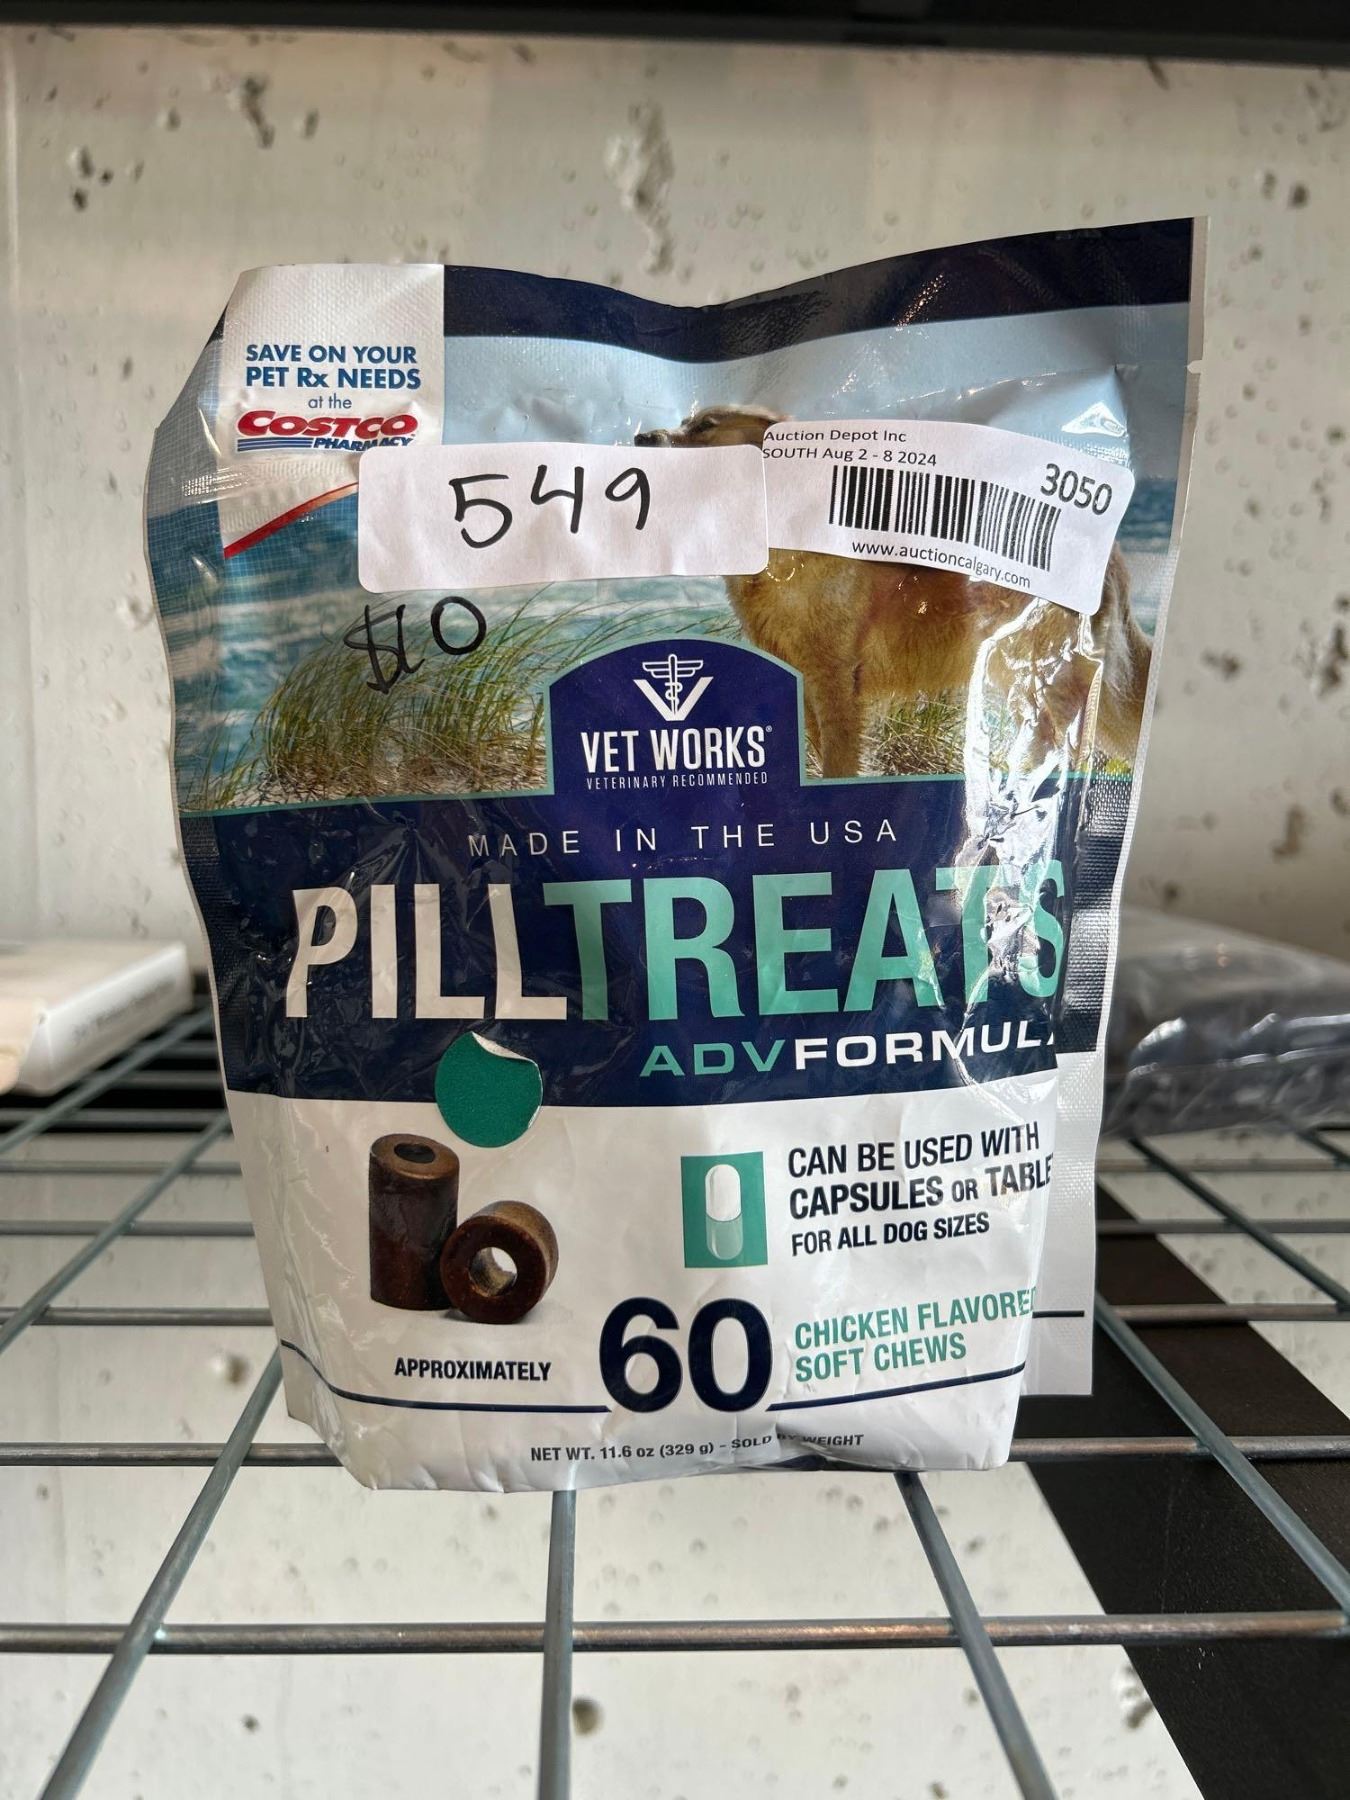 SAVE ON YOUR
PET Rx NEEDS
at the
COSTCO
PHARMACY
549
Auction Depot Inc
SOUTH Aug 2 - 8 2024
3050
www.auctioncalgary.com
$10
VET WORKS®
VETERINARY RECOMMENDED
MADE IN THE USA
PILLTREATS
ADVFORMUL
CAN BE USED WITH
CAPSULES OR TABLE
FOR ALL DOG SIZES
APPROXIMATELY
60
CHICKEN FLAVORED
SOFT CHEWS
NET WT. 11.6 oz (329 g) - SOLD BY WEIGHT